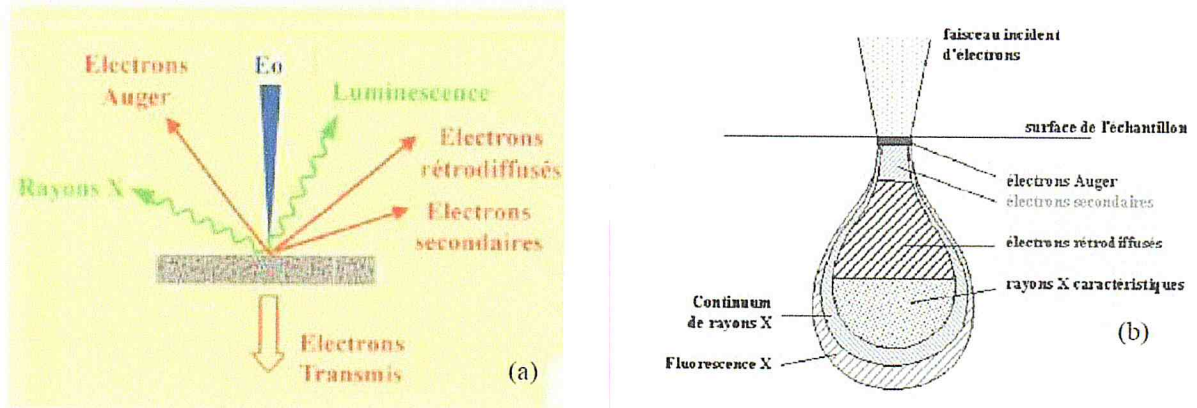 Electrons
Auger
Eo
Luminescence
Electrons
rétrodiffusés
Rayons X
Electrons
secondaires
Electrons
Transmis
(a)
faisceau incident
d'électrons
surface de l'échantillon
électrons Auger
électrons secondaires
électrons rétrodiffusés
rayons X caractéristiques
Continuum
de rayons X
Fluorescence X
(b)